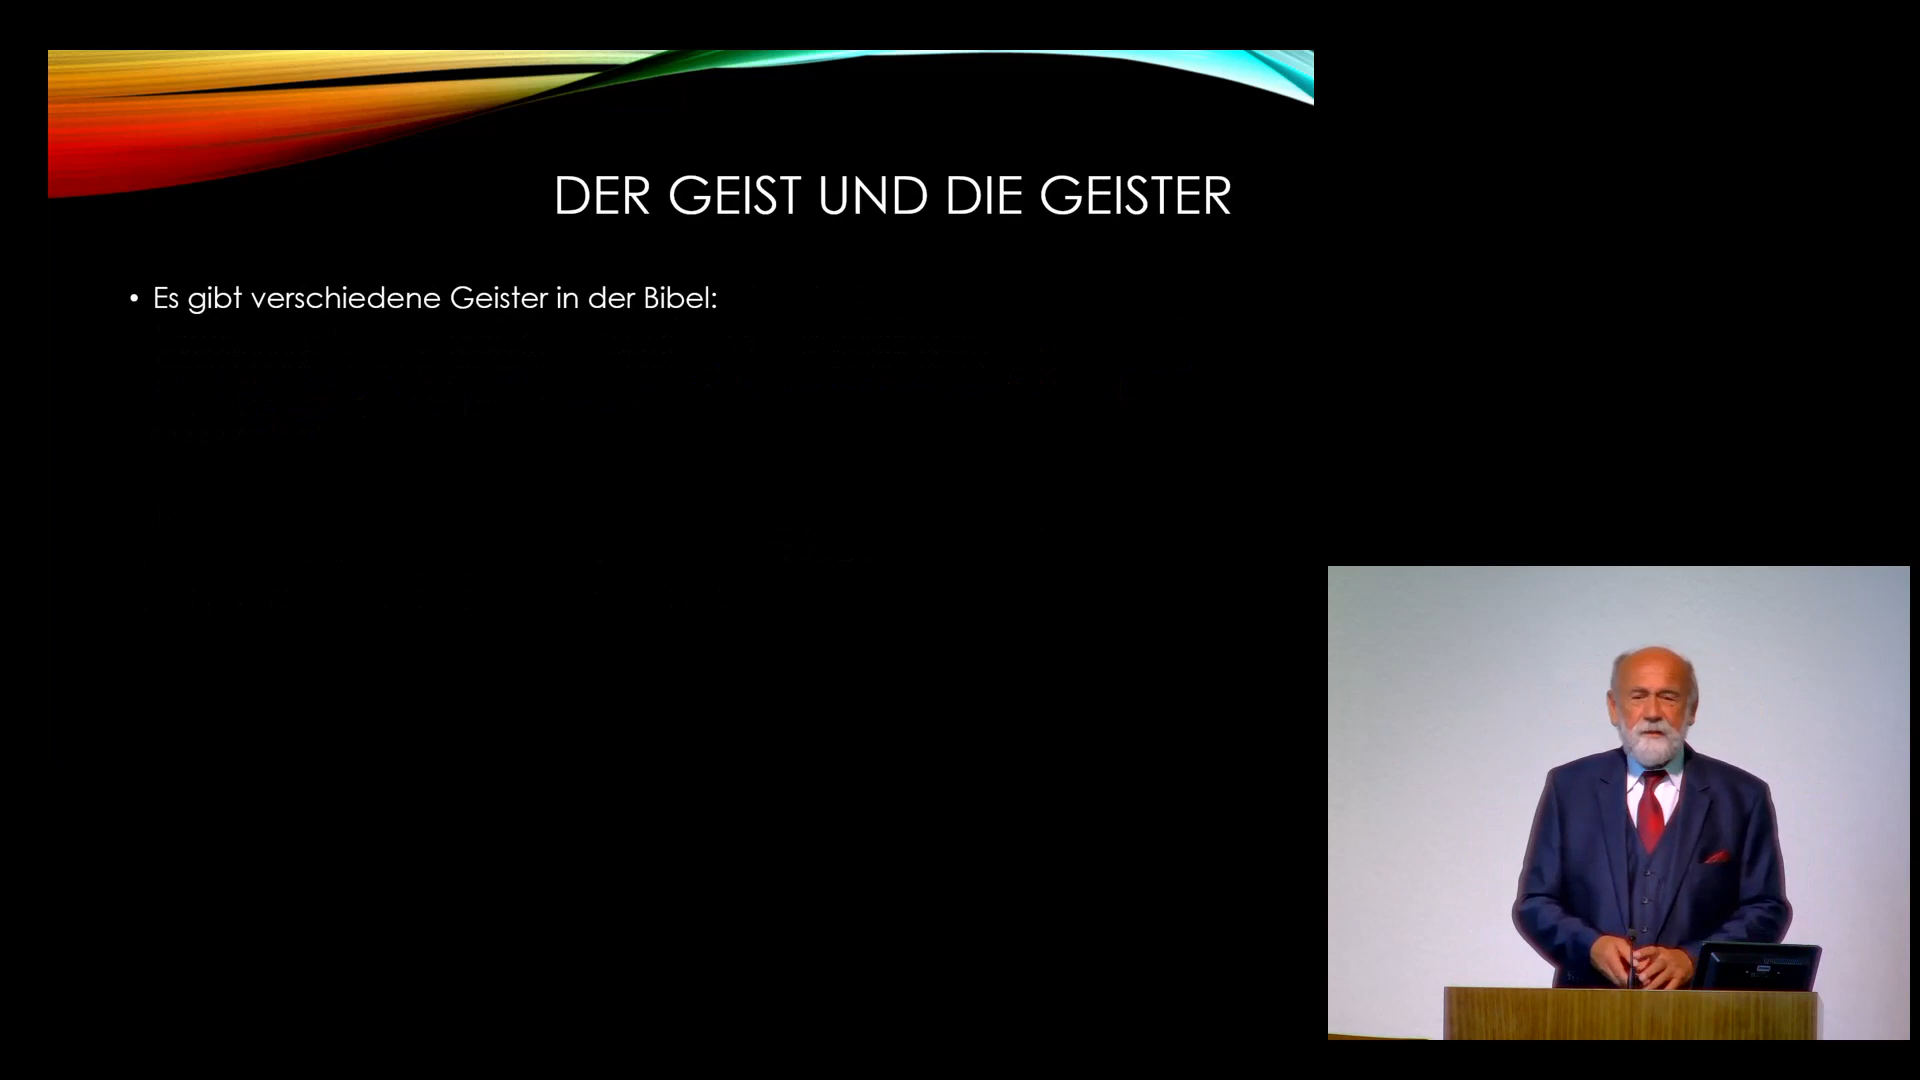 DER GEIST UND DIE GEISTER
• Es gibt verschiedene Geister in der Bibel: